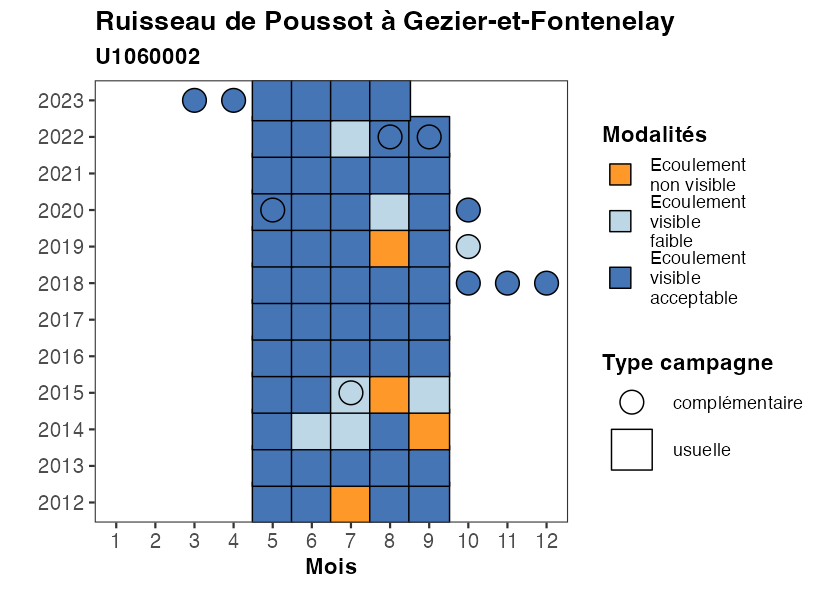 Ruisseau de Poussot à Gezier-et-Fontenelay
U1060002
2023
2022
2021
2020
2019
2018
2017
2016
2015
2014
2013
2012
1 2 3 4 5 6 7 8 9 10 11 12
Mois
Modalités
Ecoulement
non visible
Ecoulement
visible
faible
Ecoulement
visible
acceptable
Type campagne
complémentaire
usuelle